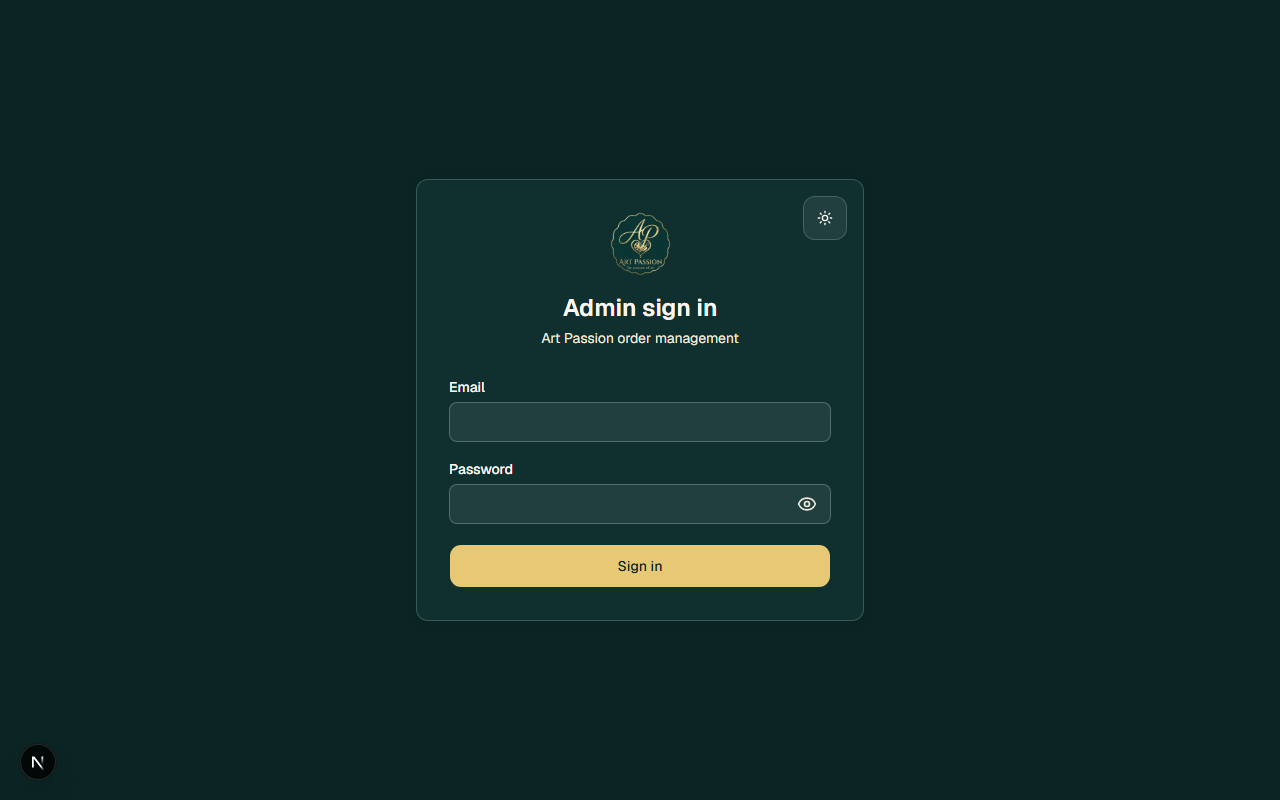 AP
ART PASSION
Admin sign in
Art Passion order management
Email
Password
Sign in
N